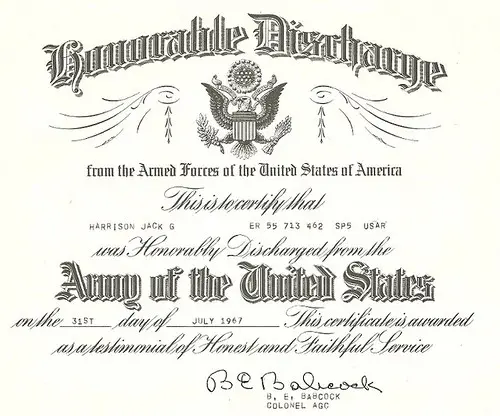 Honorable Discharge
from the Armed Forces of the United States of America
This is to certify that
HARRISON JACK G ER 55 713 462 SP5 USAR
was Honorably Discharged from the
Army of the United States
on the 31ST day of JULY 1967 This certificate is awarded
as a testimonial of Honest and Faithful Service
B E Babcock
B. E. BABCOCK
COLONEL AGC